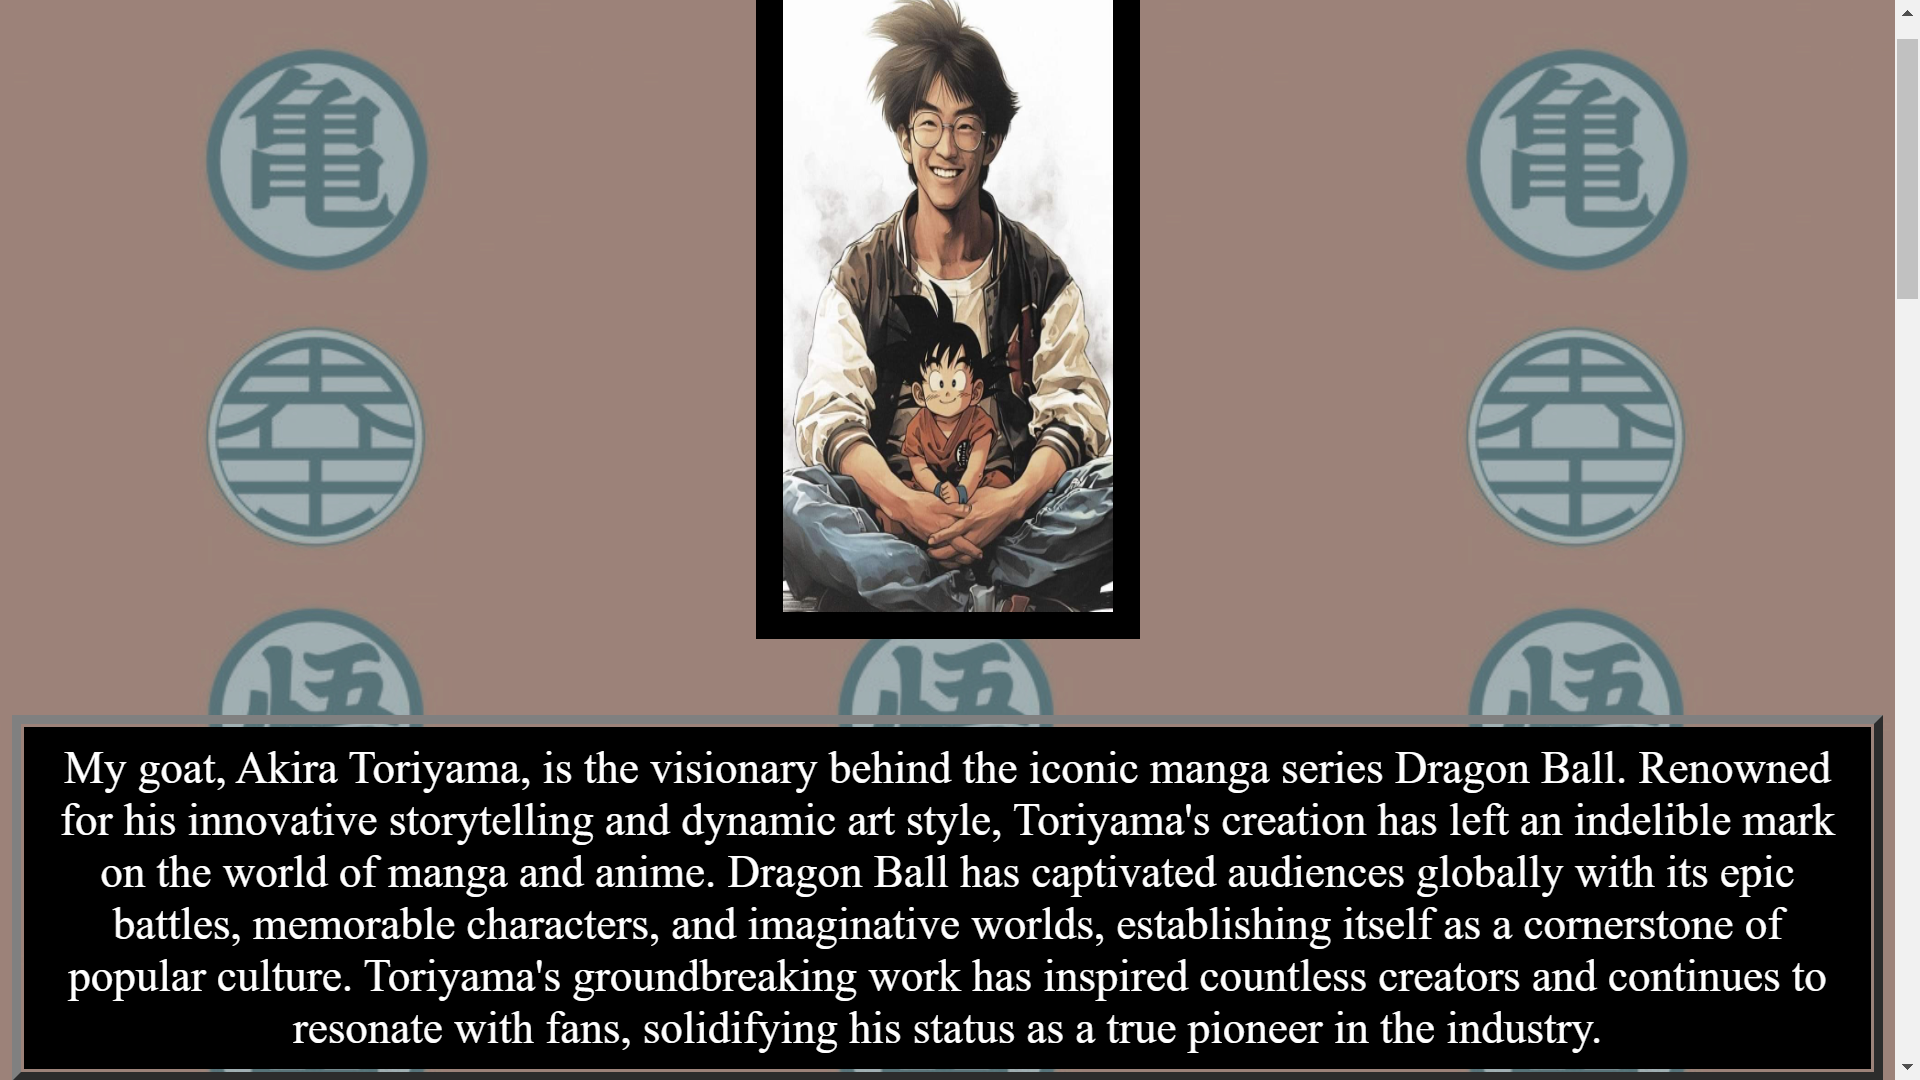 亀 亀
悟 悟 悟
My goat, Akira Toriyama, is the visionary behind the iconic manga series Dragon Ball. Renowned
for his innovative storytelling and dynamic art style, Toriyama's creation has left an indelible mark
on the world of manga and anime. Dragon Ball has captivated audiences globally with its epic
battles, memorable characters, and imaginative worlds, establishing itself as a cornerstone of
popular culture. Toriyama's groundbreaking work has inspired countless creators and continues to
resonate with fans, solidifying his status as a true pioneer in the industry.